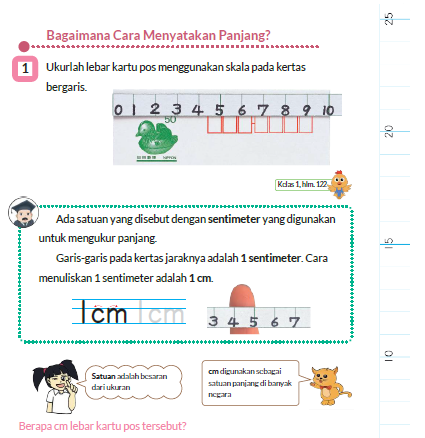 Bagaimana Cara Menyatakan Panjang?
1 Ukurlah lebar kartu pos menggunakan skala pada kertas
bergaris.
0 1 2 3 4 5 6 7 8 9 10
50
NIPPON
Kelas 1, hlm. 122
Ada satuan yang disebut dengan sentimeter yang digunakan
untuk mengukur panjang.
Garis-garis pada kertas jaraknya adalah 1 sentimeter. Cara
menuliskan 1 sentimeter adalah 1 cm.
1cm 1cm
3 4 5 6 7
Satuan adalah besaran
dari ukuran
cm digunakan sebagai
satuan panjang di banyak
negara
Berapa cm lebar kartu pos tersebut?
25
20
15
10